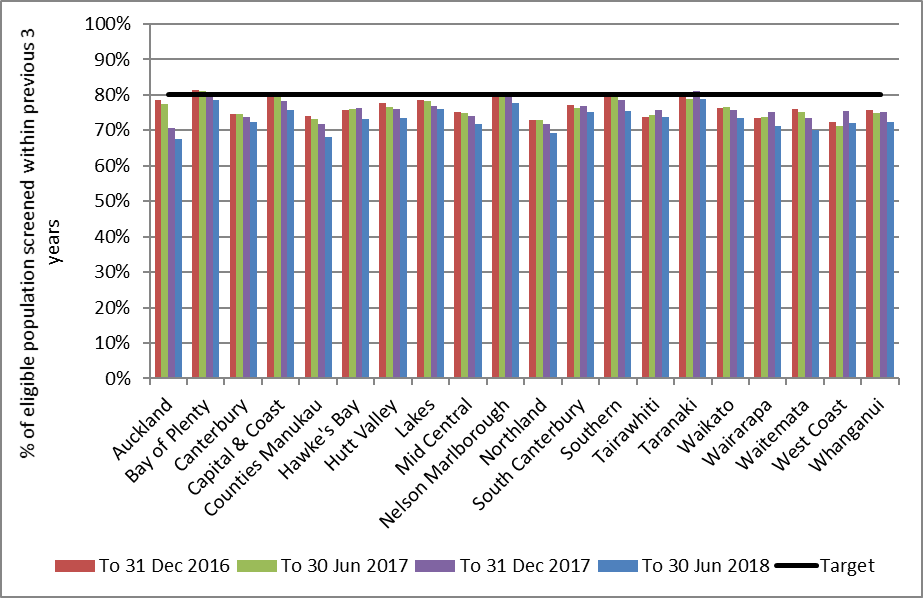 % of eligible population screened within previous 3
years
100%
90%
80%
70%
60%
50%
40%
30%
20%
10%
0%
Auckland
Bay of Plenty
Canterbury
Capital & Coast
Counties Manukau
Hawke's Bay
Hutt Valley
Lakes
Mid Central
Nelson Marlborough
Northland
South Canterbury
Southern
Tairawhiti
Taranaki
Waikato
Wairarapa
Waitemata
West Coast
Whanganui
To 31 Dec 2016 To 30 Jun 2017 To 31 Dec 2017 To 30 Jun 2018 Target